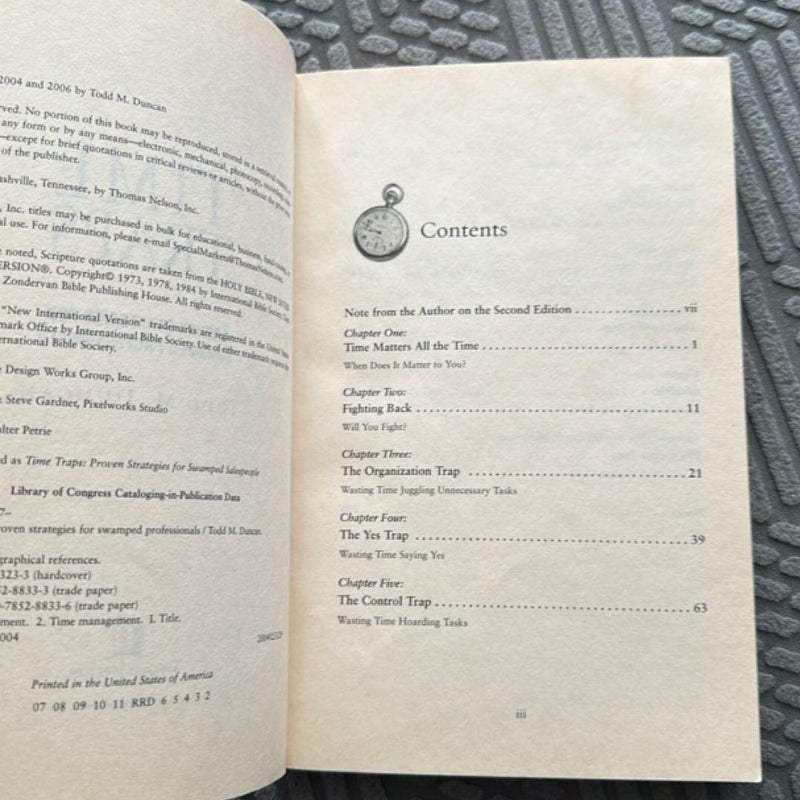 2004 and 2006 by Todd M. Duncan
rved. No portion of this book may be reproduced, stored in a retrieval
any form or by any means—electronic, mechanical, photocopy, recording,
—except for brief quotations in critical reviews or articles, without the
of the publisher.
ashville, Tennessee, by Thomas Nelson, Inc.
, Inc. titles may be purchased in bulk for educational, business, fund-raising,
al use. For information, please e-mail SpecialMarkets@ThomasNelson.com.
e noted, Scripture quotations are taken from the HOLY BIBLE, NEW
VERSION®. Copyright© 1973, 1978, 1984 by International Bible Society.
Zondervan Bible Publishing House. All rights reserved.
"New International Version" trademarks are registered in the United States
mark Office by International Bible Society. Use of either trademark requires the
ernational Bible Society.
e Design Works Group, Inc.
: Steve Gardner, Pixelworks Studio
alter Petrie
d as Time Traps: Proven Strategies for Swamped Salespeople
Library of Congress Cataloging-in-Publication Data
7–
oven strategies for swamped professionals / Todd M. Duncan.
graphical references.
323-3 (hardcover)
52-8833-3 (trade paper)
0-7852-8833-6 (trade paper)
ment. 2. Time management. I. Title.
004
Printed in the United States of America
07 08 09 10 11 RRD 6 5 4 3 2
Contents
Note from the Author on the Second Edition .................... vii
Chapter One:
Time Matters All the Time .................... 1
When Does It Matter to You?
Chapter Two:
Fighting Back .................... 11
Will You Fight?
Chapter Three:
The Organization Trap .................... 21
Wasting Time Juggling Unnecessary Tasks
Chapter Four:
The Yes Trap .................... 39
Wasting Time Saying Yes
Chapter Five:
The Control Trap .................... 63
Wasting Time Hoarding Tasks
iii